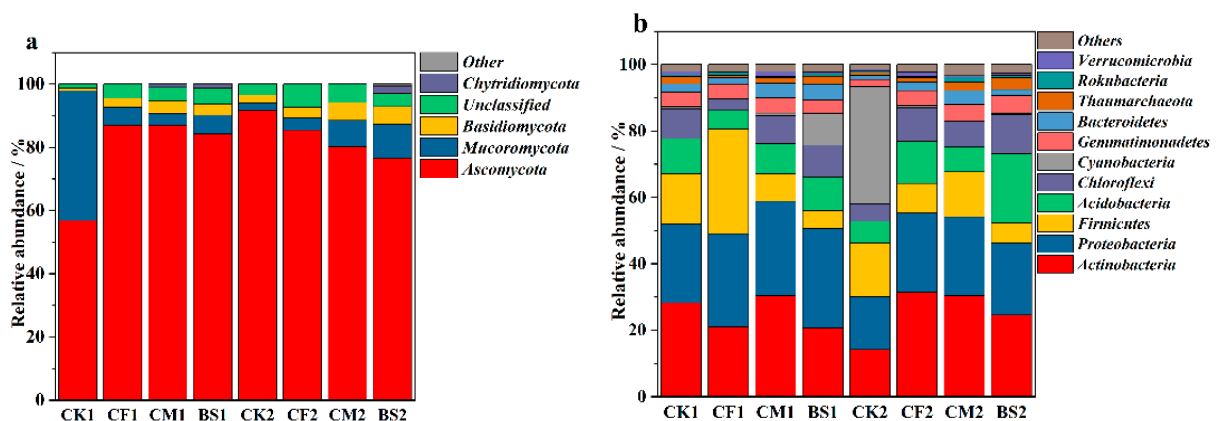 a
Relative abundance / %
100
80
60
40
20
0
CK1 CF1 CM1 BS1 CK2 CF2 CM2 BS2
Other
Chytridiomycota
Unclassified
Basidiomycota
Mucoromycota
Ascomycota
b
Relative abundance / %
100
80
60
40
20
0
CK1 CF1 CM1 BS1 CK2 CF2 CM2 BS2
Others
Verrucomicrobia
Rokubacteria
Thaumarchaeota
Bacteroidetes
Gemmatimonadetes
Cyanobacteria
Chloroflexi
Acidobacteria
Firmicutes
Proteobacteria
Actinobacteria